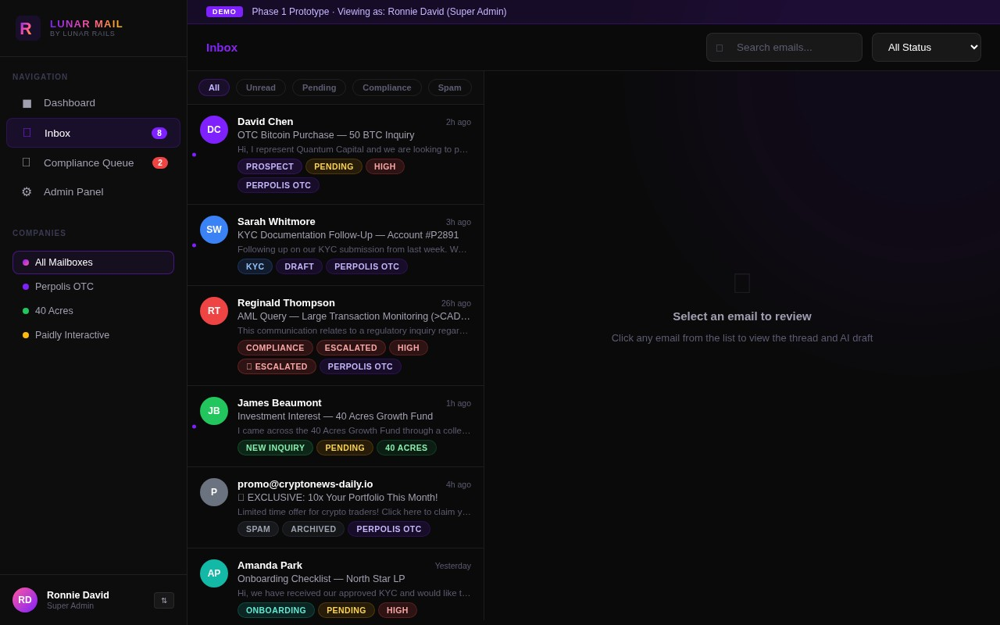 R
LUNAR MAIL
BY LUNAR RAILS
NAVIGATION
Dashboard
Inbox 8
Compliance Queue 2
Admin Panel
COMPANIES
All Mailboxes
Perpolis OTC
40 Acres
Paidly Interactive
RD
Ronnie David
Super Admin
DEMO Phase 1 Prototype · Viewing as: Ronnie David (Super Admin)
Inbox
Search emails...
All Status
All Unread Pending Compliance Spam
DC
David Chen 2h ago
OTC Bitcoin Purchase — 50 BTC Inquiry
Hi, I represent Quantum Capital and we are looking to p...
PROSPECT PENDING HIGH
PERPOLIS OTC
SW
Sarah Whitmore 3h ago
KYC Documentation Follow-Up — Account #P2891
Following up on our KYC submission from last week. W...
KYC DRAFT PERPOLIS OTC
RT
Reginald Thompson 26h ago
AML Query — Large Transaction Monitoring (>CAD...
This communication relates to a regulatory inquiry regar...
COMPLIANCE ESCALATED HIGH
ESCALATED PERPOLIS OTC
JB
James Beaumont 1h ago
Investment Interest — 40 Acres Growth Fund
I came across the 40 Acres Growth Fund through a colle...
NEW INQUIRY PENDING 40 ACRES
P
promo@cryptonews-daily.io 4h ago
EXCLUSIVE: 10x Your Portfolio This Month!
Limited time offer for crypto traders! Click here to claim y...
SPAM ARCHIVED PERPOLIS OTC
AP
Amanda Park Yesterday
Onboarding Checklist — North Star LP
Hi, we have received our approved KYC and would like t...
ONBOARDING PENDING HIGH
Select an email to review
Click any email from the list to view the thread and AI draft